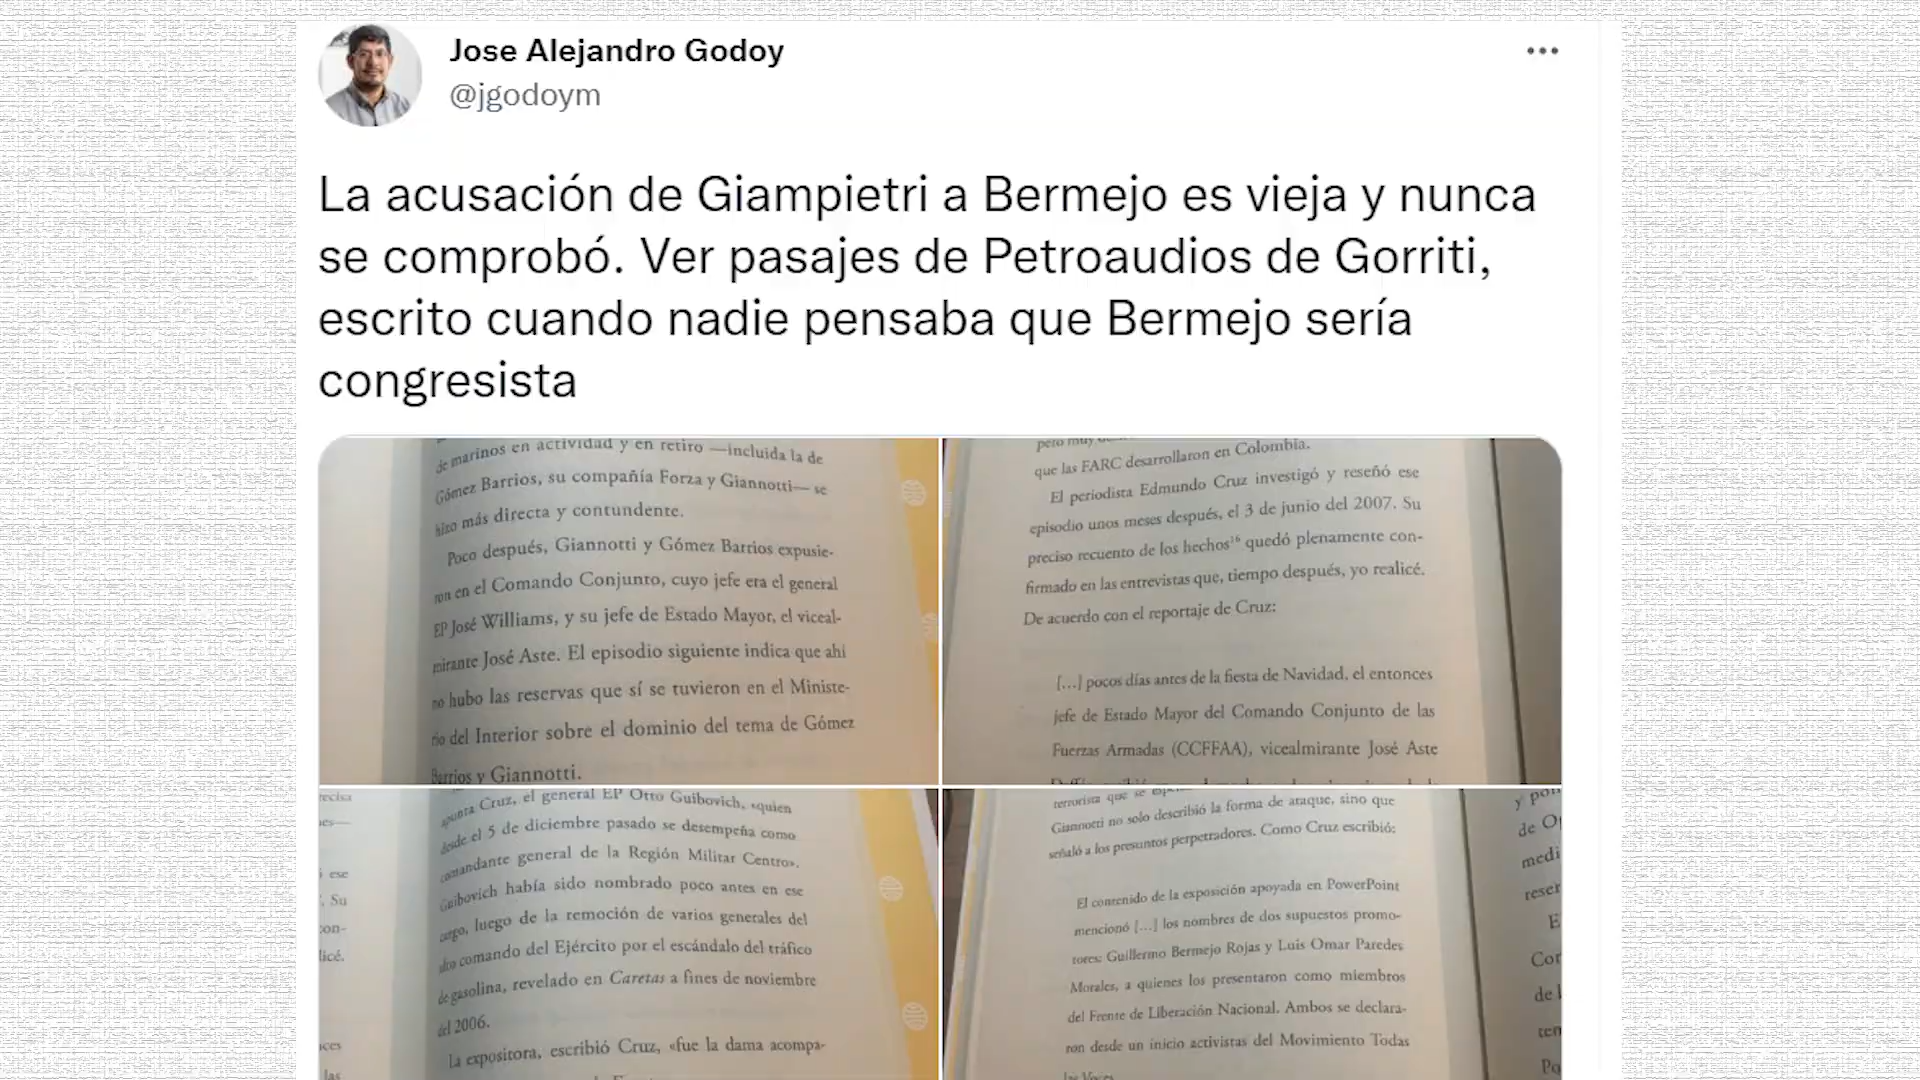 Jose Alejandro Godoy
@jgodoym
La acusación de Giampietri a Bermejo es vieja y nunca
se comprobó. Ver pasajes de Petroaudios de Gorriti,
escrito cuando nadie pensaba que Bermejo sería
congresista
de marinos en actividad y en retiro —incluida la de
Gómez Barrios, su compañía Forza y Giannotti— se
hizo más directa y contundente.
Poco después, Giannotti y Gómez Barrios expusie-
ron en el Comando Conjunto, cuyo jefe era el general
EP José Williams, y su jefe de Estado Mayor, el viceal-
mirante José Aste. El episodio siguiente indica que ahí
no hubo las reservas que sí se tuvieron en el Ministe-
rio del Interior sobre el dominio del tema de Gómez
Barrios y Giannotti.
pero muy
que las FARC desarrollaron en Colombia.
El periodista Edmundo Cruz investigó y reseñó ese
episodio unos meses después, el 3 de junio del 2007. Su
preciso recuento de los hechos¹⁶ quedó plenamente con-
firmado en las entrevistas que, tiempo después, yo realicé.
De acuerdo con el reportaje de Cruz:
[...] pocos días antes de la fiesta de Navidad, el entonces
jefe de Estado Mayor del Comando Conjunto de las
Fuerzas Armadas (CCFFAA), vicealmirante José Aste
apunta Cruz, el general EP Otto Guibovich, «quien
desde el 5 de diciembre pasado se desempeña como
comandante general de la Región Militar Centro».
Guibovich había sido nombrado poco antes en ese
cargo, luego de la remoción de varios generales del
alto comando del Ejército por el escándalo del tráfico
de gasolina, revelado en Caretas a fines de noviembre
del 2006.
La expositora, escribió Cruz, «fue la dama acompa-
terrorista que se
Giannotti no solo describió la forma de ataque, sino que
señaló a los presuntos perpetradores. Como Cruz escribió:
El contenido de la exposición apoyada en PowerPoint
mencionó [...] los nombres de dos supuestos promo-
tores: Guillermo Bermejo Rojas y Luis Omar Paredes
Morales, a quienes los presentaron como miembros
del Frente de Liberación Nacional. Ambos se declara-
ron desde un inicio activistas del Movimiento Todas
las Voces